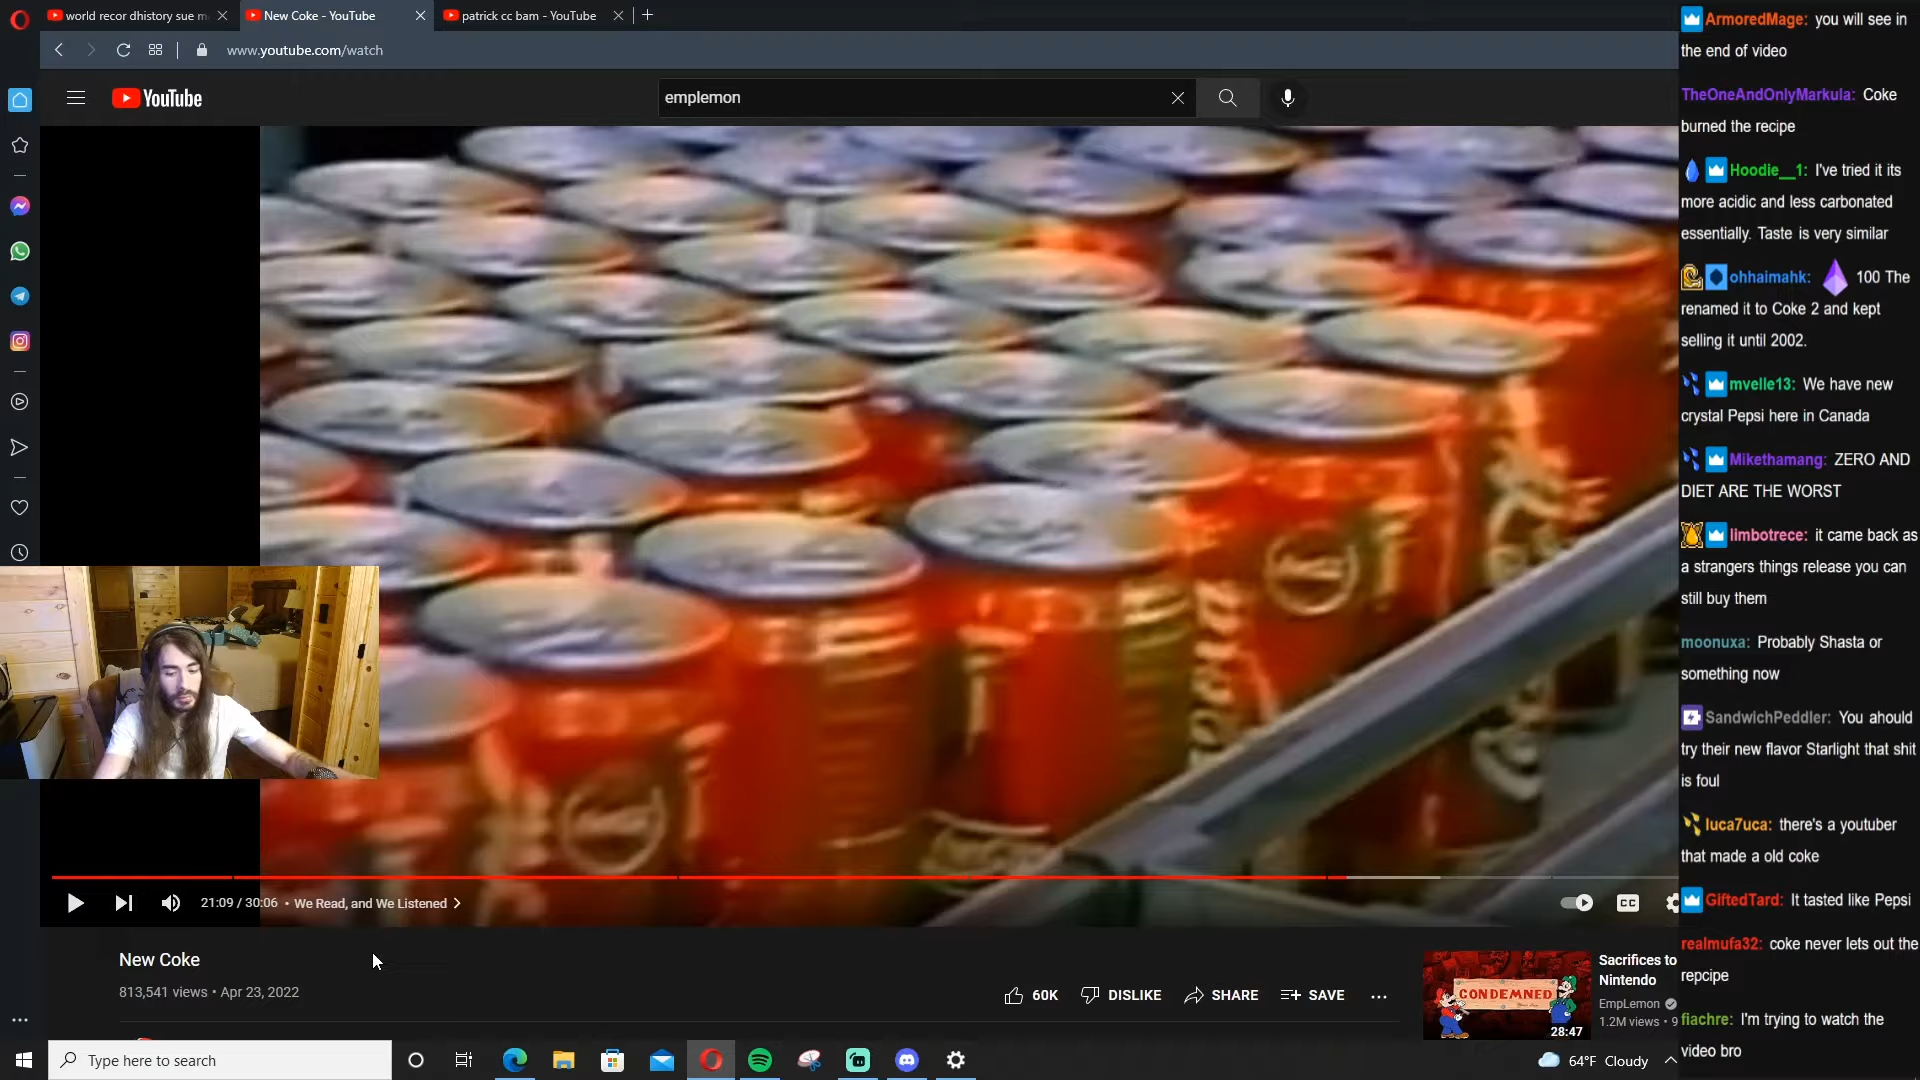 world recor dhistory sue m
New Coke - YouTube
patrick cc bam - YouTube
www.youtube.com/watch
YouTube
emplemon
21:09 / 30:06 • We Read, and We Listened
CC
New Coke
813,541 views • Apr 23, 2022
60K
DISLIKE
SHARE
SAVE
CONDEMNED
28:47
Sacrifices to
Nintendo
EmpLemon
1.2M views • 9
ArmoredMage: you will see in
the end of video
TheOneAndOnlyMarkula: Coke
burned the recipe
Hoodie__1: I've tried it its
more acidic and less carbonated
essentially. Taste is very similar
ohhaimahk: 100 The
renamed it to Coke 2 and kept
selling it until 2002.
mvelle13: We have new
crystal Pepsi here in Canada
Mikethamang: ZERO AND
DIET ARE THE WORST
limbotrece: it came back as
a strangers things release you can
still buy them
moonuxa: Probably Shasta or
something now
SandwichPeddler: You ahould
try their new flavor Starlight that shit
is foul
luca7uca: there's a youtuber
that made a old coke
GiftedTard: It tasted like Pepsi
realmufa32: coke never lets out the
repcipe
fiachre: I'm trying to watch the
video bro
Type here to search
64°F Cloudy